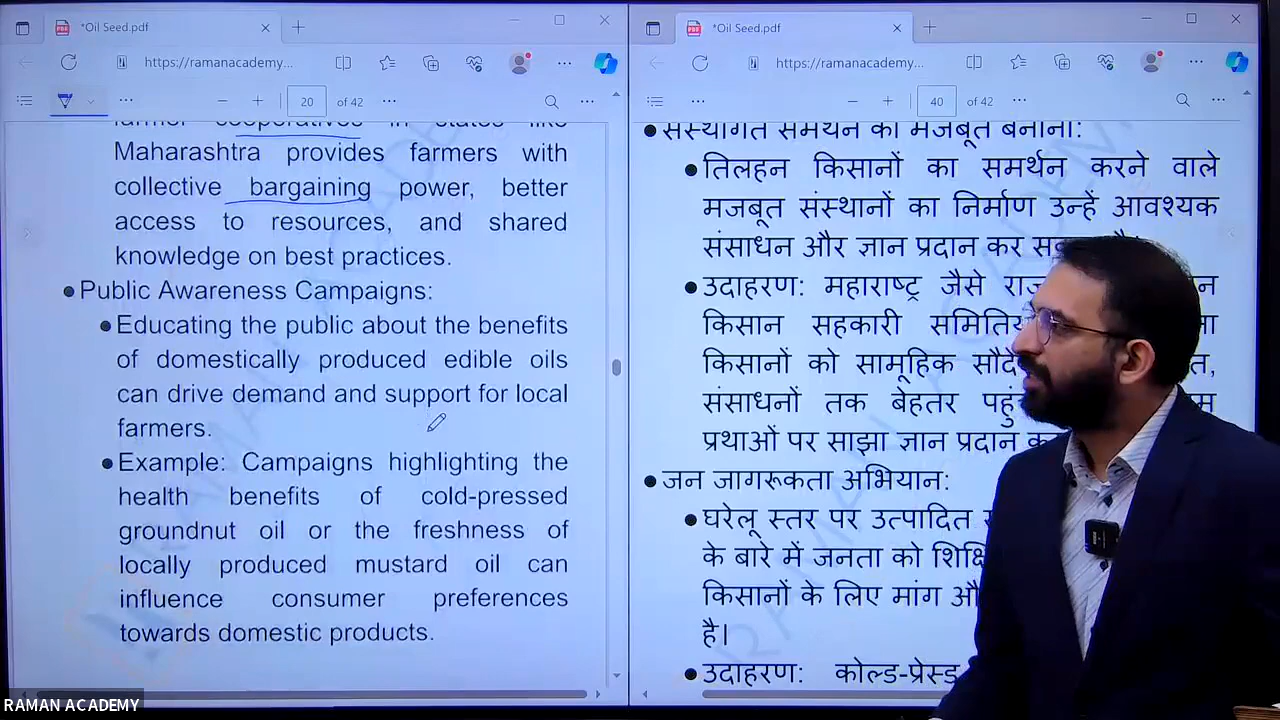 *Oil Seed.pdf
https://ramanacademy...
20 of 42
farmer cooperatives in states like
Maharashtra provides farmers with
collective bargaining power, better
access to resources, and shared
knowledge on best practices.
Public Awareness Campaigns:
Educating the public about the benefits
of domestically produced edible oils
can drive demand and support for local
farmers.
Example: Campaigns highlighting the
health benefits of cold-pressed
groundnut oil or the freshness of
locally produced mustard oil can
influence consumer preferences
towards domestic products.
*Oil Seed.pdf
https://ramanacademy...
40 of 42
संस्थागत समर्थन को मजबूत बनाना:
तिलहन किसानों का समर्थन करने वाले
मजबूत संस्थानों का निर्माण उन्हें आवश्यक
संसाधन और ज्ञान प्रदान कर
उदाहरण: महाराष्ट्र जैसे
किसान सहकारी
किसानों को सामूहिक
संसाधनों तक बेहतर
प्रथाओं पर साझा ज्ञान प्रदान
जन जागरूकता अभियान:
घरेलू स्तर पर उत्पादित
के बारे में जनता को
किसानों के लिए मांग
है।
उदाहरण: कोल्ड-प्रेस्ड
RAMAN ACADEMY